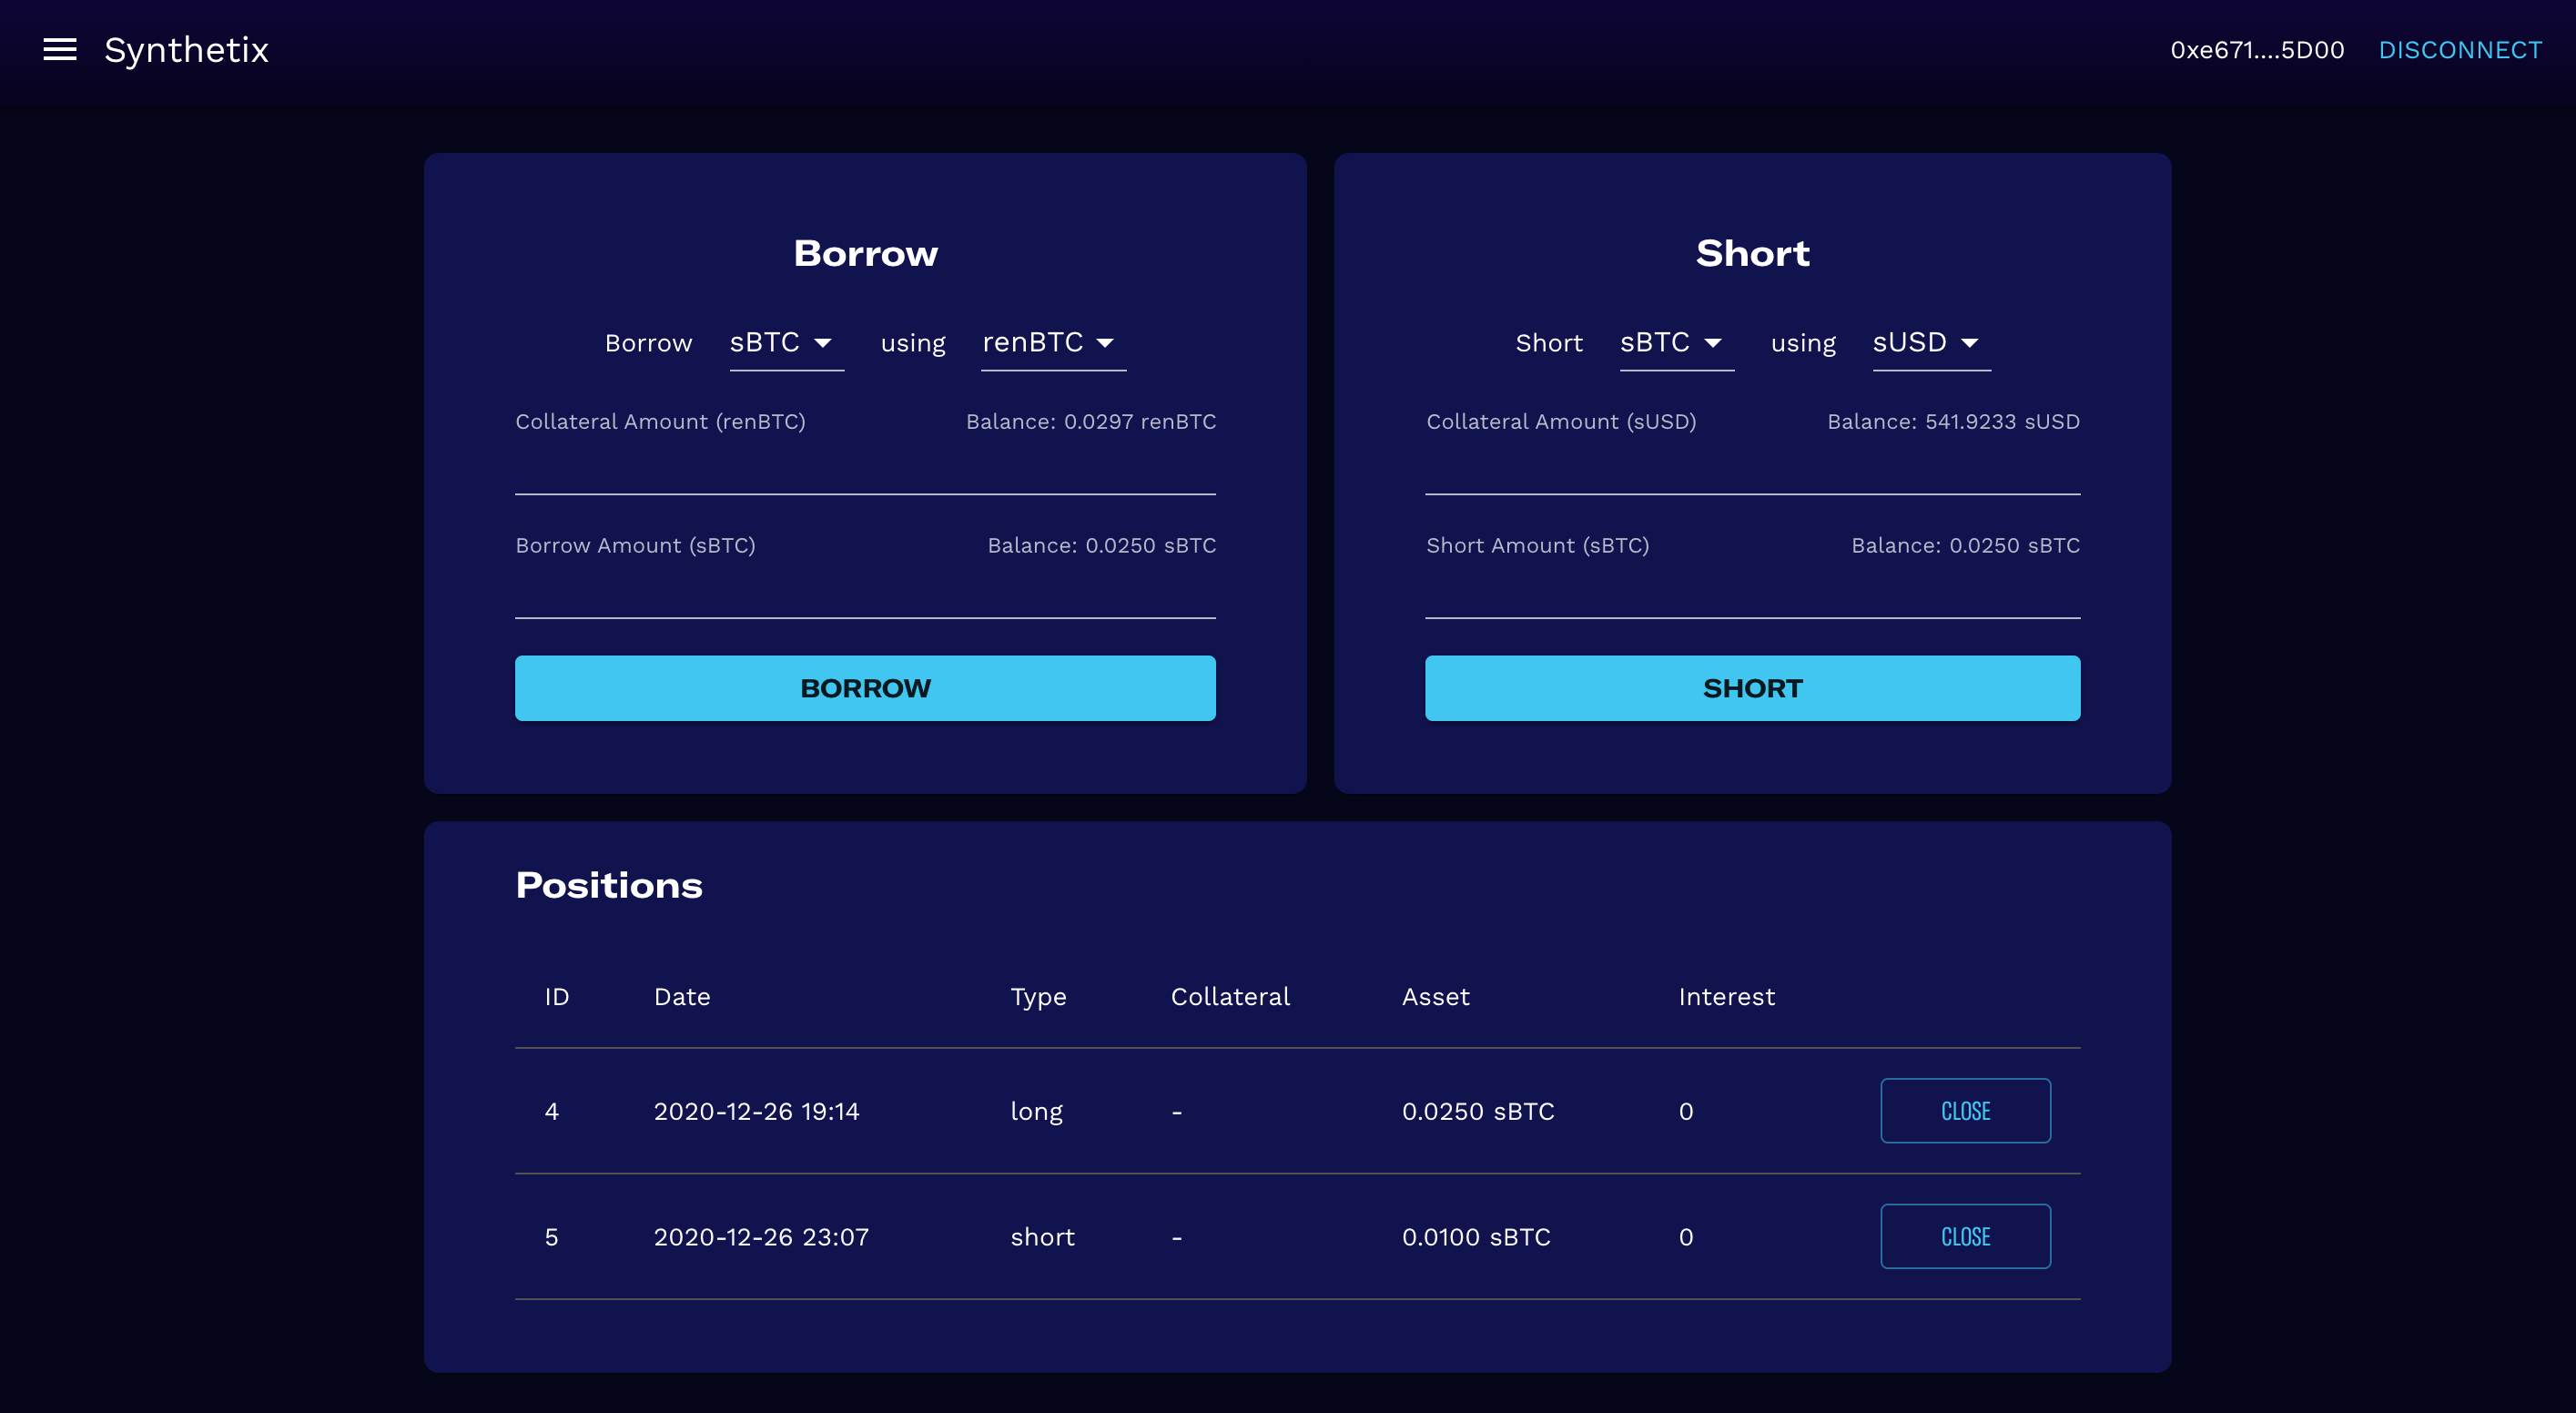 Synthetix
0xe671....5D00 DISCONNECT
Borrow
Borrow sBTC using renBTC
Collateral Amount (renBTC) Balance: 0.0297 renBTC
Borrow Amount (sBTC) Balance: 0.0250 sBTC
BORROW
Short
Short sBTC using sUSD
Collateral Amount (sUSD) Balance: 541.9233 sUSD
Short Amount (sBTC) Balance: 0.0250 sBTC
SHORT
Positions
ID Date Type Collateral Asset Interest
4 2020-12-26 19:14 long - 0.0250 sBTC 0 CLOSE
5 2020-12-26 23:07 short - 0.0100 sBTC 0 CLOSE